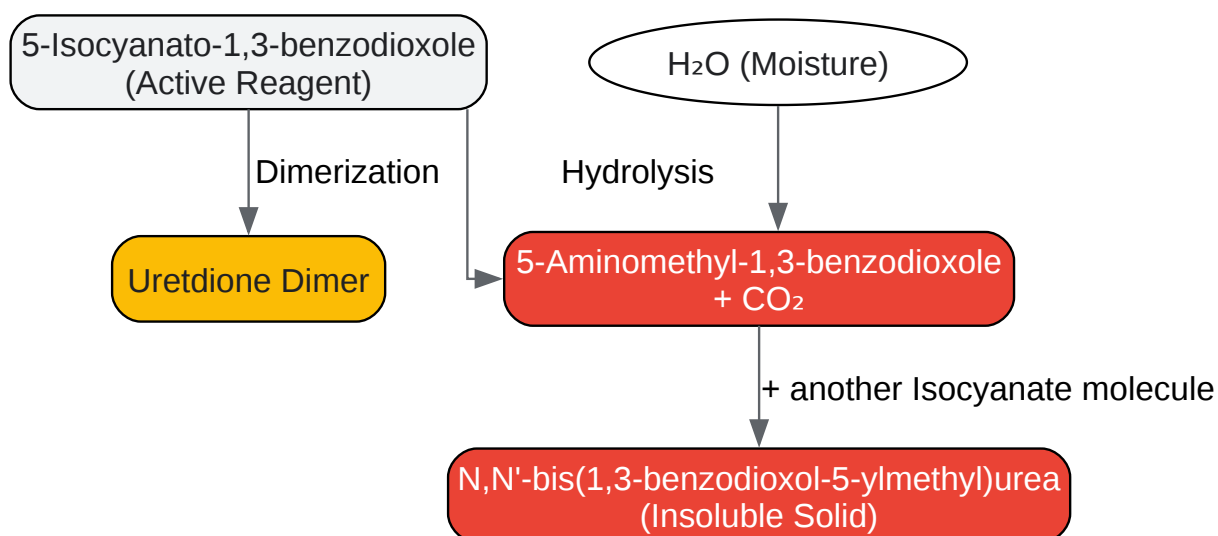 5-Isocyanato-1,3-benzodioxole
(Active Reagent)
H₂O (Moisture)
Dimerization
Hydrolysis
Uretdione Dimer
5-Aminomethyl-1,3-benzodioxole
+ CO₂
+ another Isocyanate molecule
N,N'-bis(1,3-benzodioxol-5-ylmethyl)urea
(Insoluble Solid)